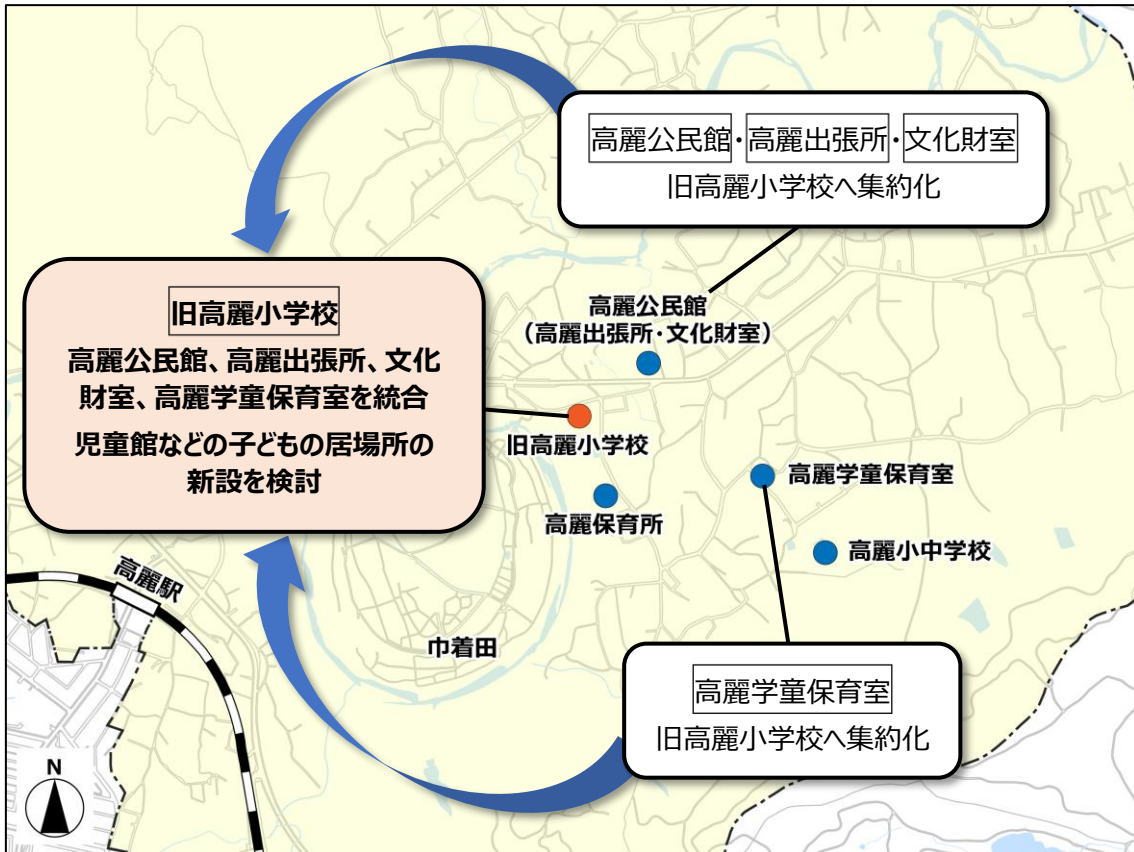 高麗公民館・高麗出張所・文化財室
旧高麗小学校へ集約化
高麗公民館
（高麗出張所・文化財室）
旧高麗小学校
高麗公民館、高麗出張所、文化
財室、高麗学童保育室を統合
児童館などの子どもの居場所の
新設を検討
旧高麗小学校
高麗学童保育室
高麗保育所
高麗小中学校
高麗駅
巾着田
高麗学童保育室
旧高麗小学校へ集約化
N